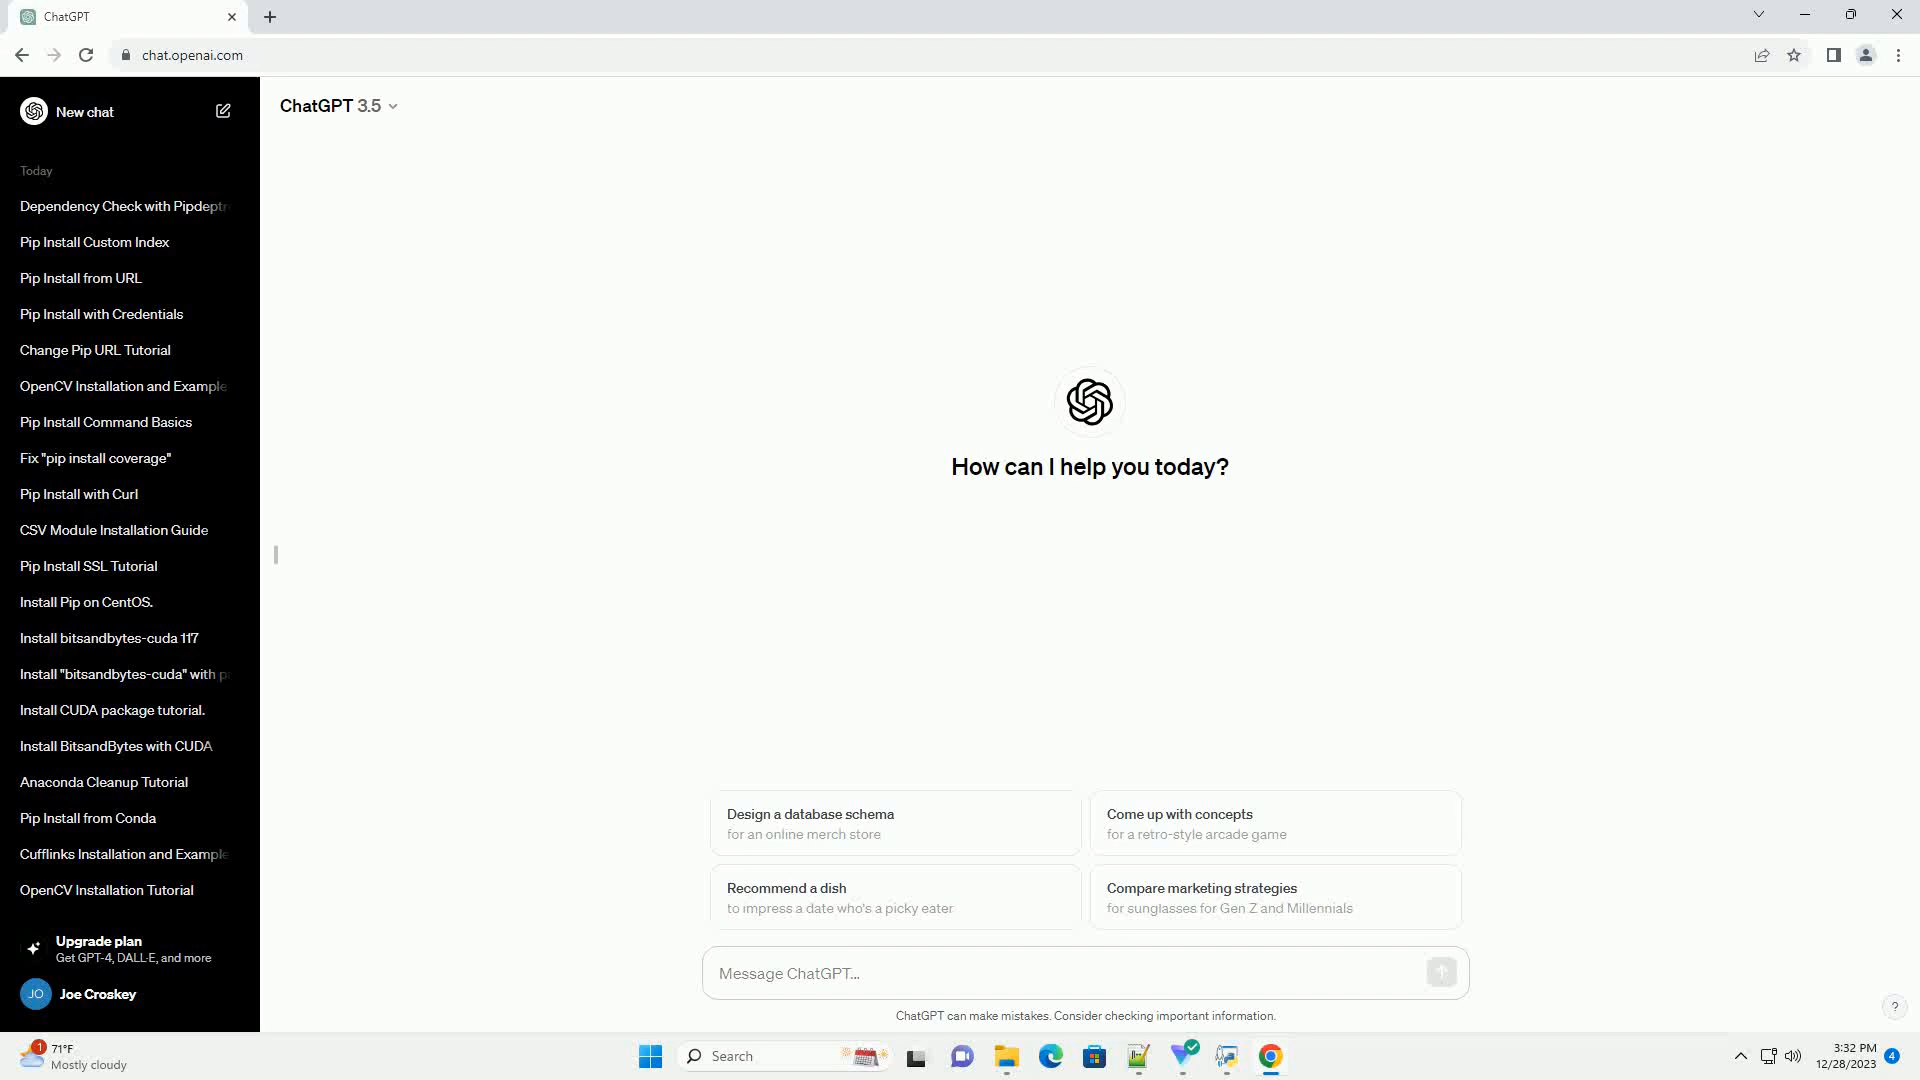 ChatGPT
chat.openai.com
New chat
ChatGPT 3.5
Today
Dependency Check with Pipdeptr
Pip Install Custom Index
Pip Install from URL
Pip Install with Credentials
Change Pip URL Tutorial
OpenCV Installation and Example
Pip Install Command Basics
Fix "pip install coverage"
Pip Install with Curl
CSV Module Installation Guide
Pip Install SSL Tutorial
Install Pip on CentOS.
Install bitsandbytes-cuda 117
Install "bitsandbytes-cuda" with pa
Install CUDA package tutorial.
Install BitsandBytes with CUDA
Anaconda Cleanup Tutorial
Pip Install from Conda
Cufflinks Installation and Example
OpenCV Installation Tutorial
Upgrade plan
Get GPT-4, DALL·E, and more
JO Joe Croskey
How can I help you today?
Design a database schema
for an online merch store
Come up with concepts
for a retro-style arcade game
Recommend a dish
to impress a date who's a picky eater
Compare marketing strategies
for sunglasses for Gen Z and Millennials
Message ChatGPT...
ChatGPT can make mistakes. Consider checking important information.
?
1
71°F
Mostly cloudy
Search
3:32 PM
12/28/2023
4